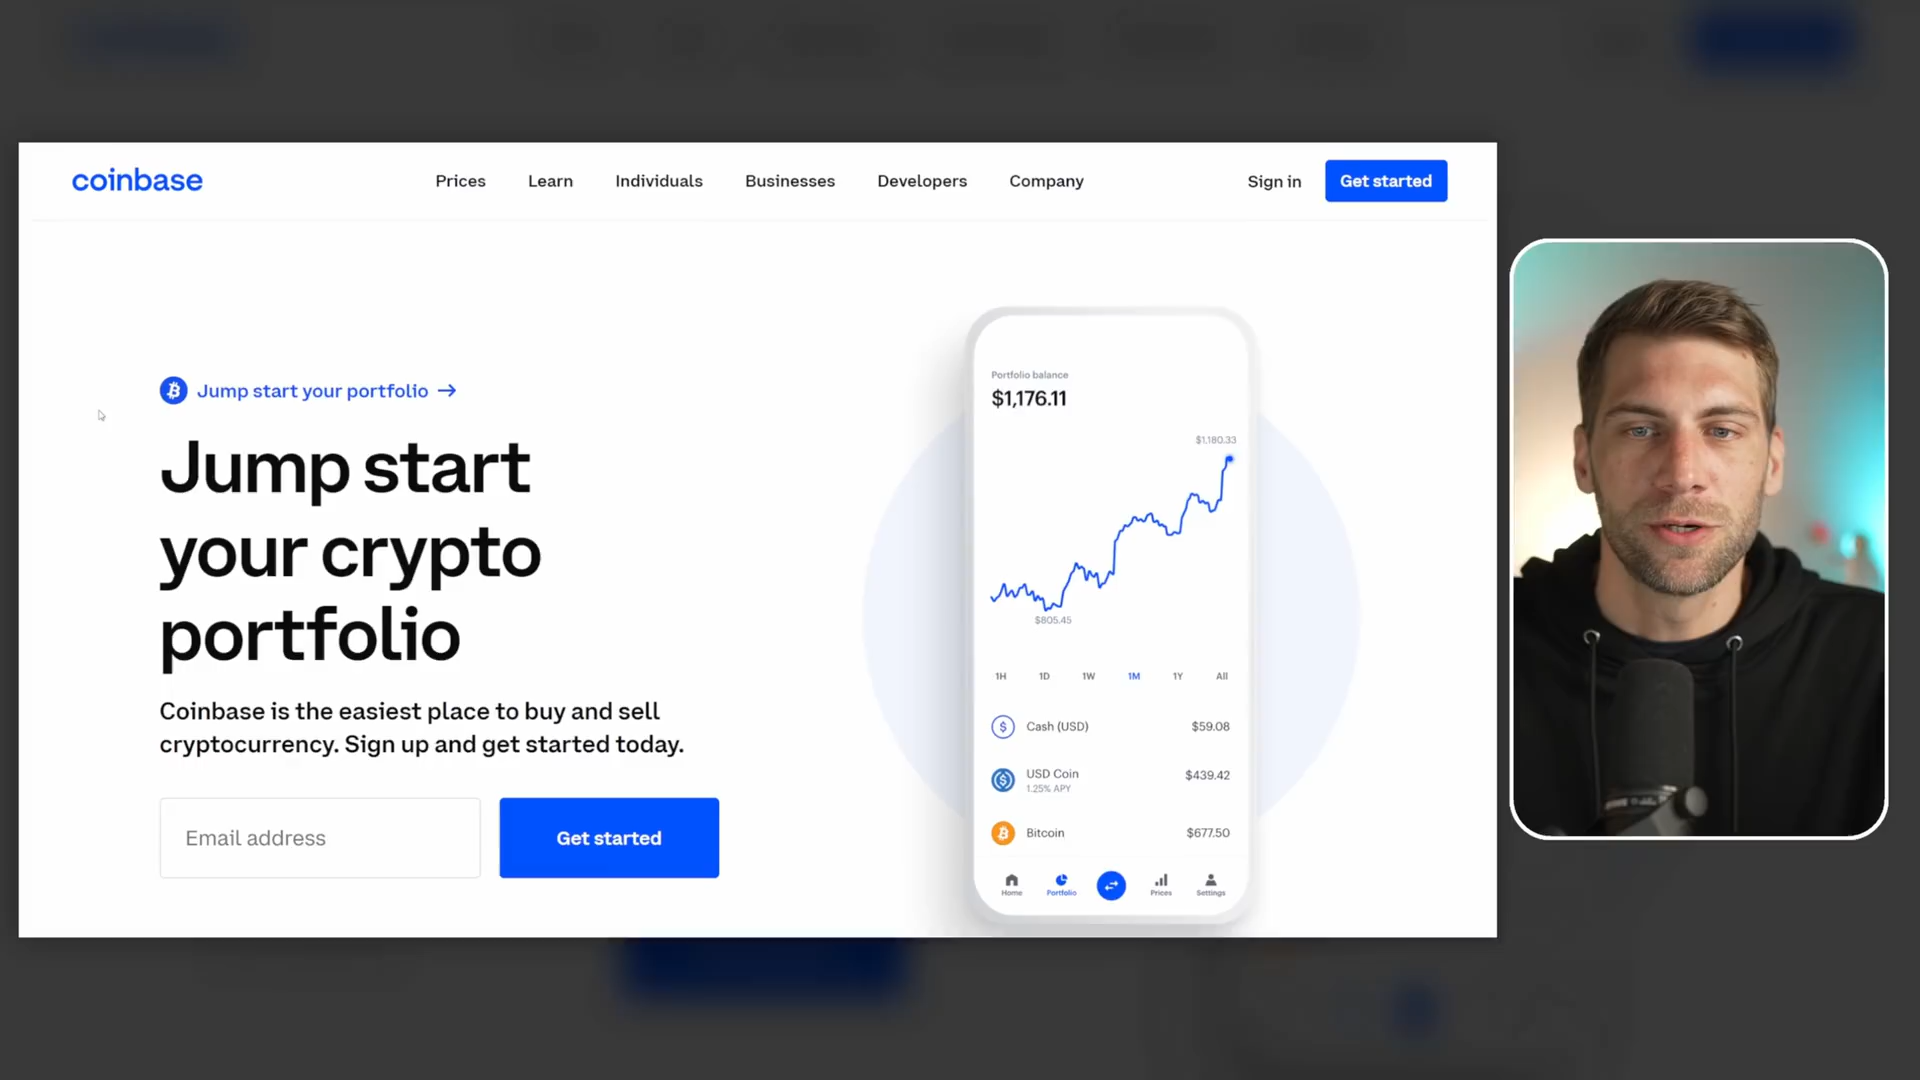 coinbase
Prices Learn Individuals Businesses Developers Company
Sign in Get started
Jump start your portfolio →
Jump start
your crypto
portfolio
Coinbase is the easiest place to buy and sell
cryptocurrency. Sign up and get started today.
Email address
Get started
Portfolio balance
$1,176.11
$1,180.33
$805.45
1H 1D 1W 1M 1Y All
Cash (USD) $59.08
USD Coin $439.42
1.25% APY
Bitcoin $677.50
Home Portfolio Prices Settings